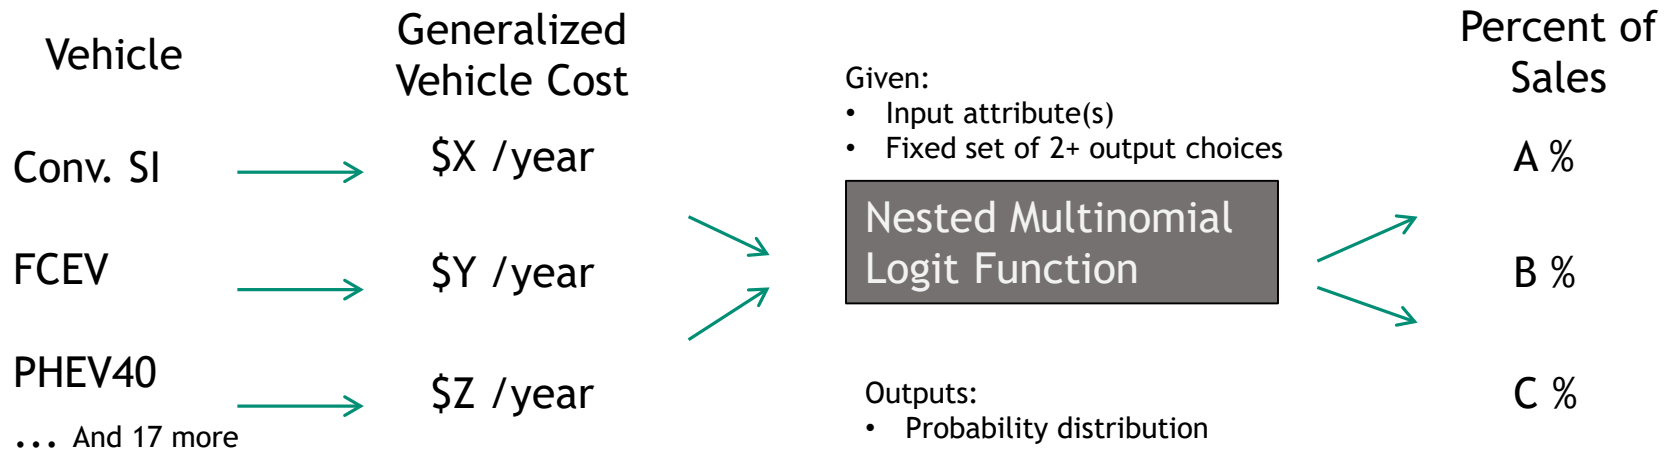 Vehicle
Generalized
Vehicle Cost
Percent of
Sales
Given:
• Input attribute(s)
• Fixed set of 2+ output choices
Conv. SI
$X /year
A %
Nested Multinomial
Logit Function
FCEV
$Y /year
B %
PHEV40
$Z /year
C %
... And 17 more
Outputs:
• Probability distribution